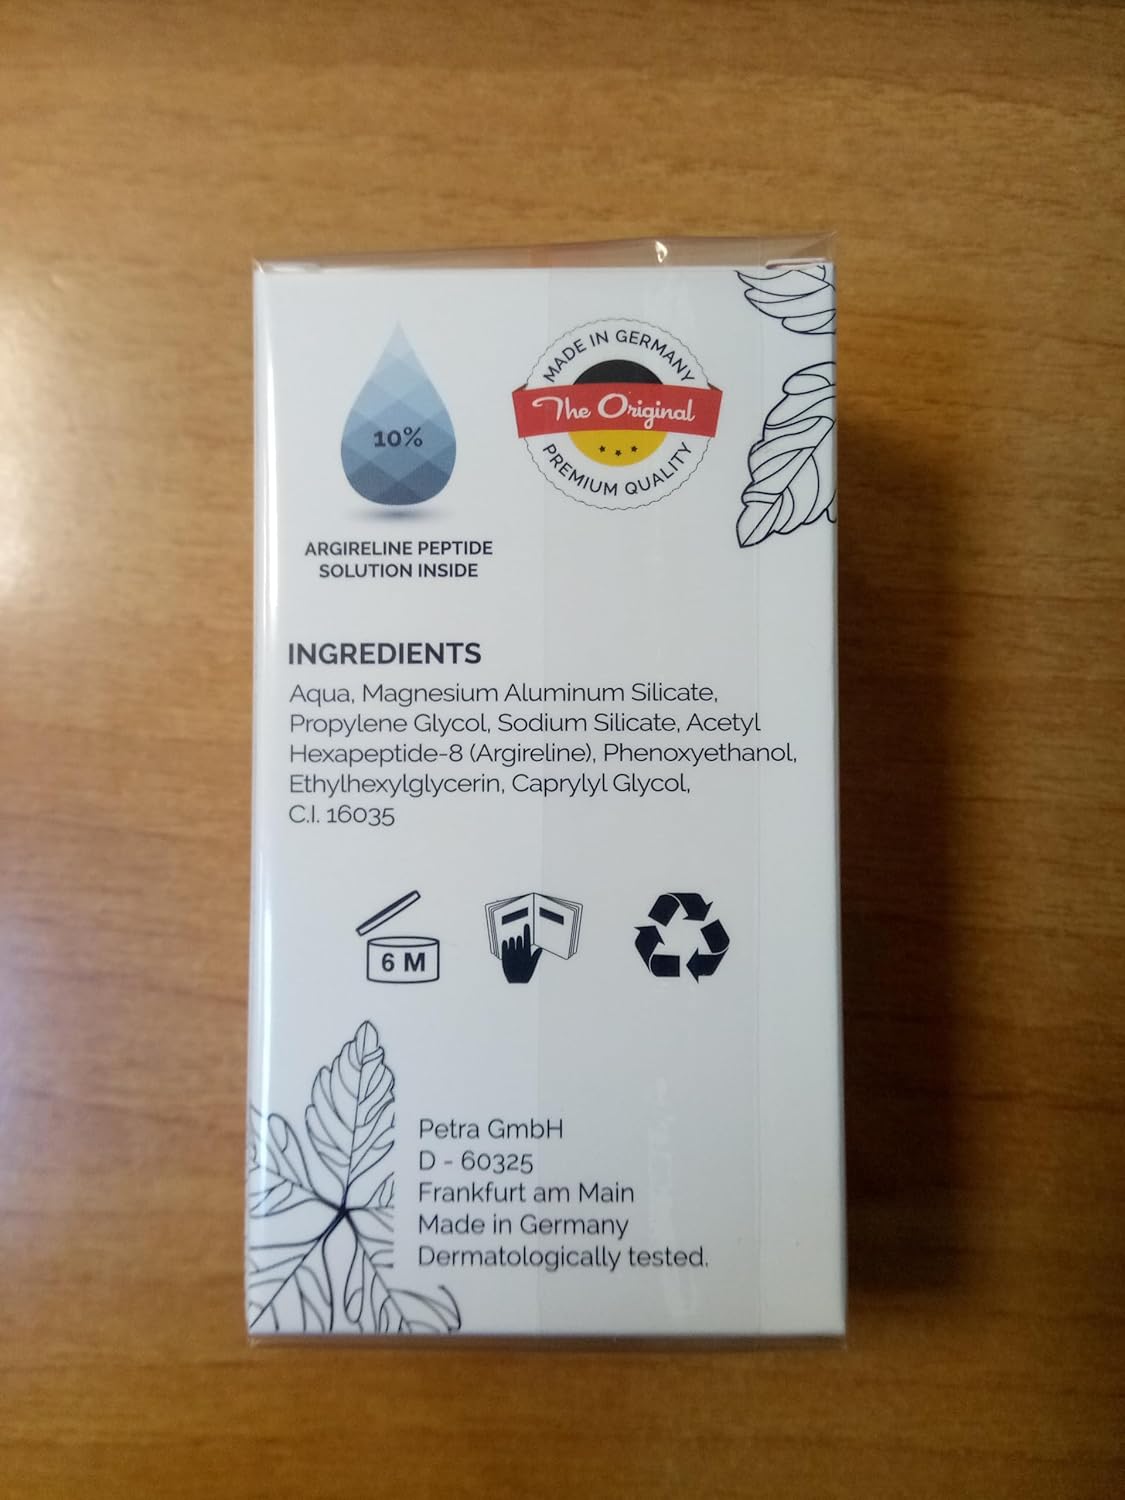 10%
ARGIRELINE PEPTIDE
SOLUTION INSIDE
MADE IN GERMANY
The Original
PREMIUM QUALITY
INGREDIENTS
Aqua, Magnesium Aluminum Silicate,
Propylene Glycol, Sodium Silicate, Acetyl
Hexapeptide-8 (Argireline), Phenoxyethanol,
Ethylhexylglycerin, Caprylyl Glycol,
C.I. 16035
6 M
Petra GmbH
D - 60325
Frankfurt am Main
Made in Germany
Dermatologically tested.